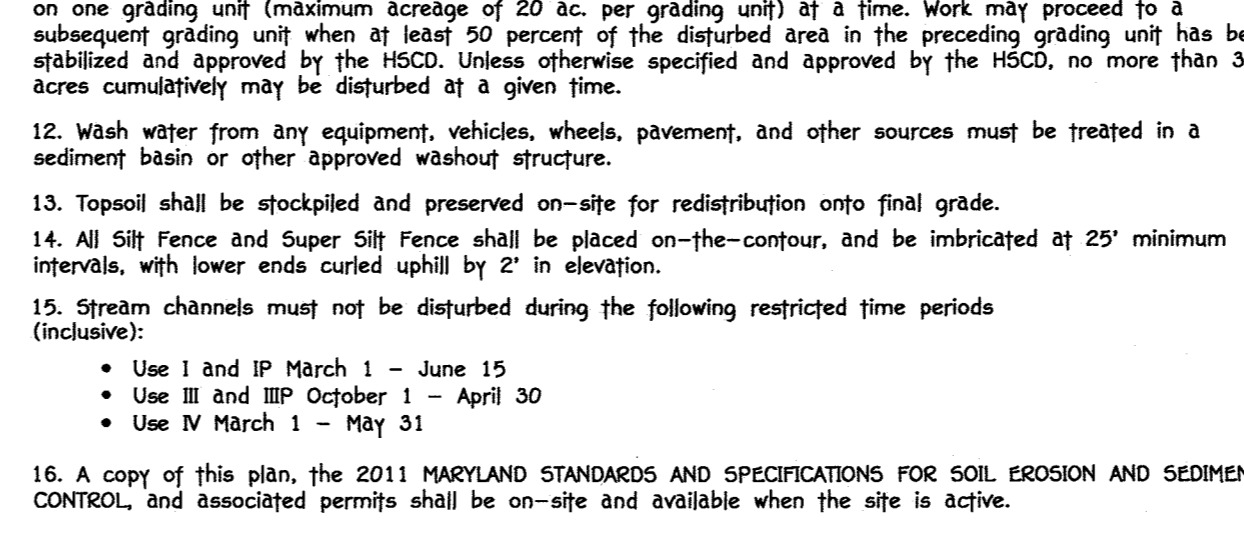 on one grading unit (maximum acreage of 20 ac. per grading unit) at a time. Work may proceed to a
subsequent grading unit when at least 50 percent of the disturbed area in the preceding grading unit has be
stabilized and approved by the HSCD. Unless otherwise specified and approved by the HSCD, no more than 3
acres cumulatively may be disturbed at a given time.
12. Wash water from any equipment, vehicles, wheels, pavement, and other sources must be treated in a
sediment basin or other approved washout structure.
13. Topsoil shall be stockpiled and preserved on-site for redistribution onto final grade.
14. All Silt Fence and Super Silt Fence shall be placed on-the-contour, and be imbricated at 25' minimum
intervals, with lower ends curled uphill by 2' in elevation.
15. Stream channels must not be disturbed during the following restricted time periods
(inclusive):
• Use I and IP March 1 - June 15
• Use III and IIIP October 1 - April 30
• Use IV March 1 - May 31
16. A copy of this plan, the 2011 MARYLAND STANDARDS AND SPECIFICATIONS FOR SOIL EROSION AND SEDIMEN
CONTROL, and associated permits shall be on-site and available when the site is active.